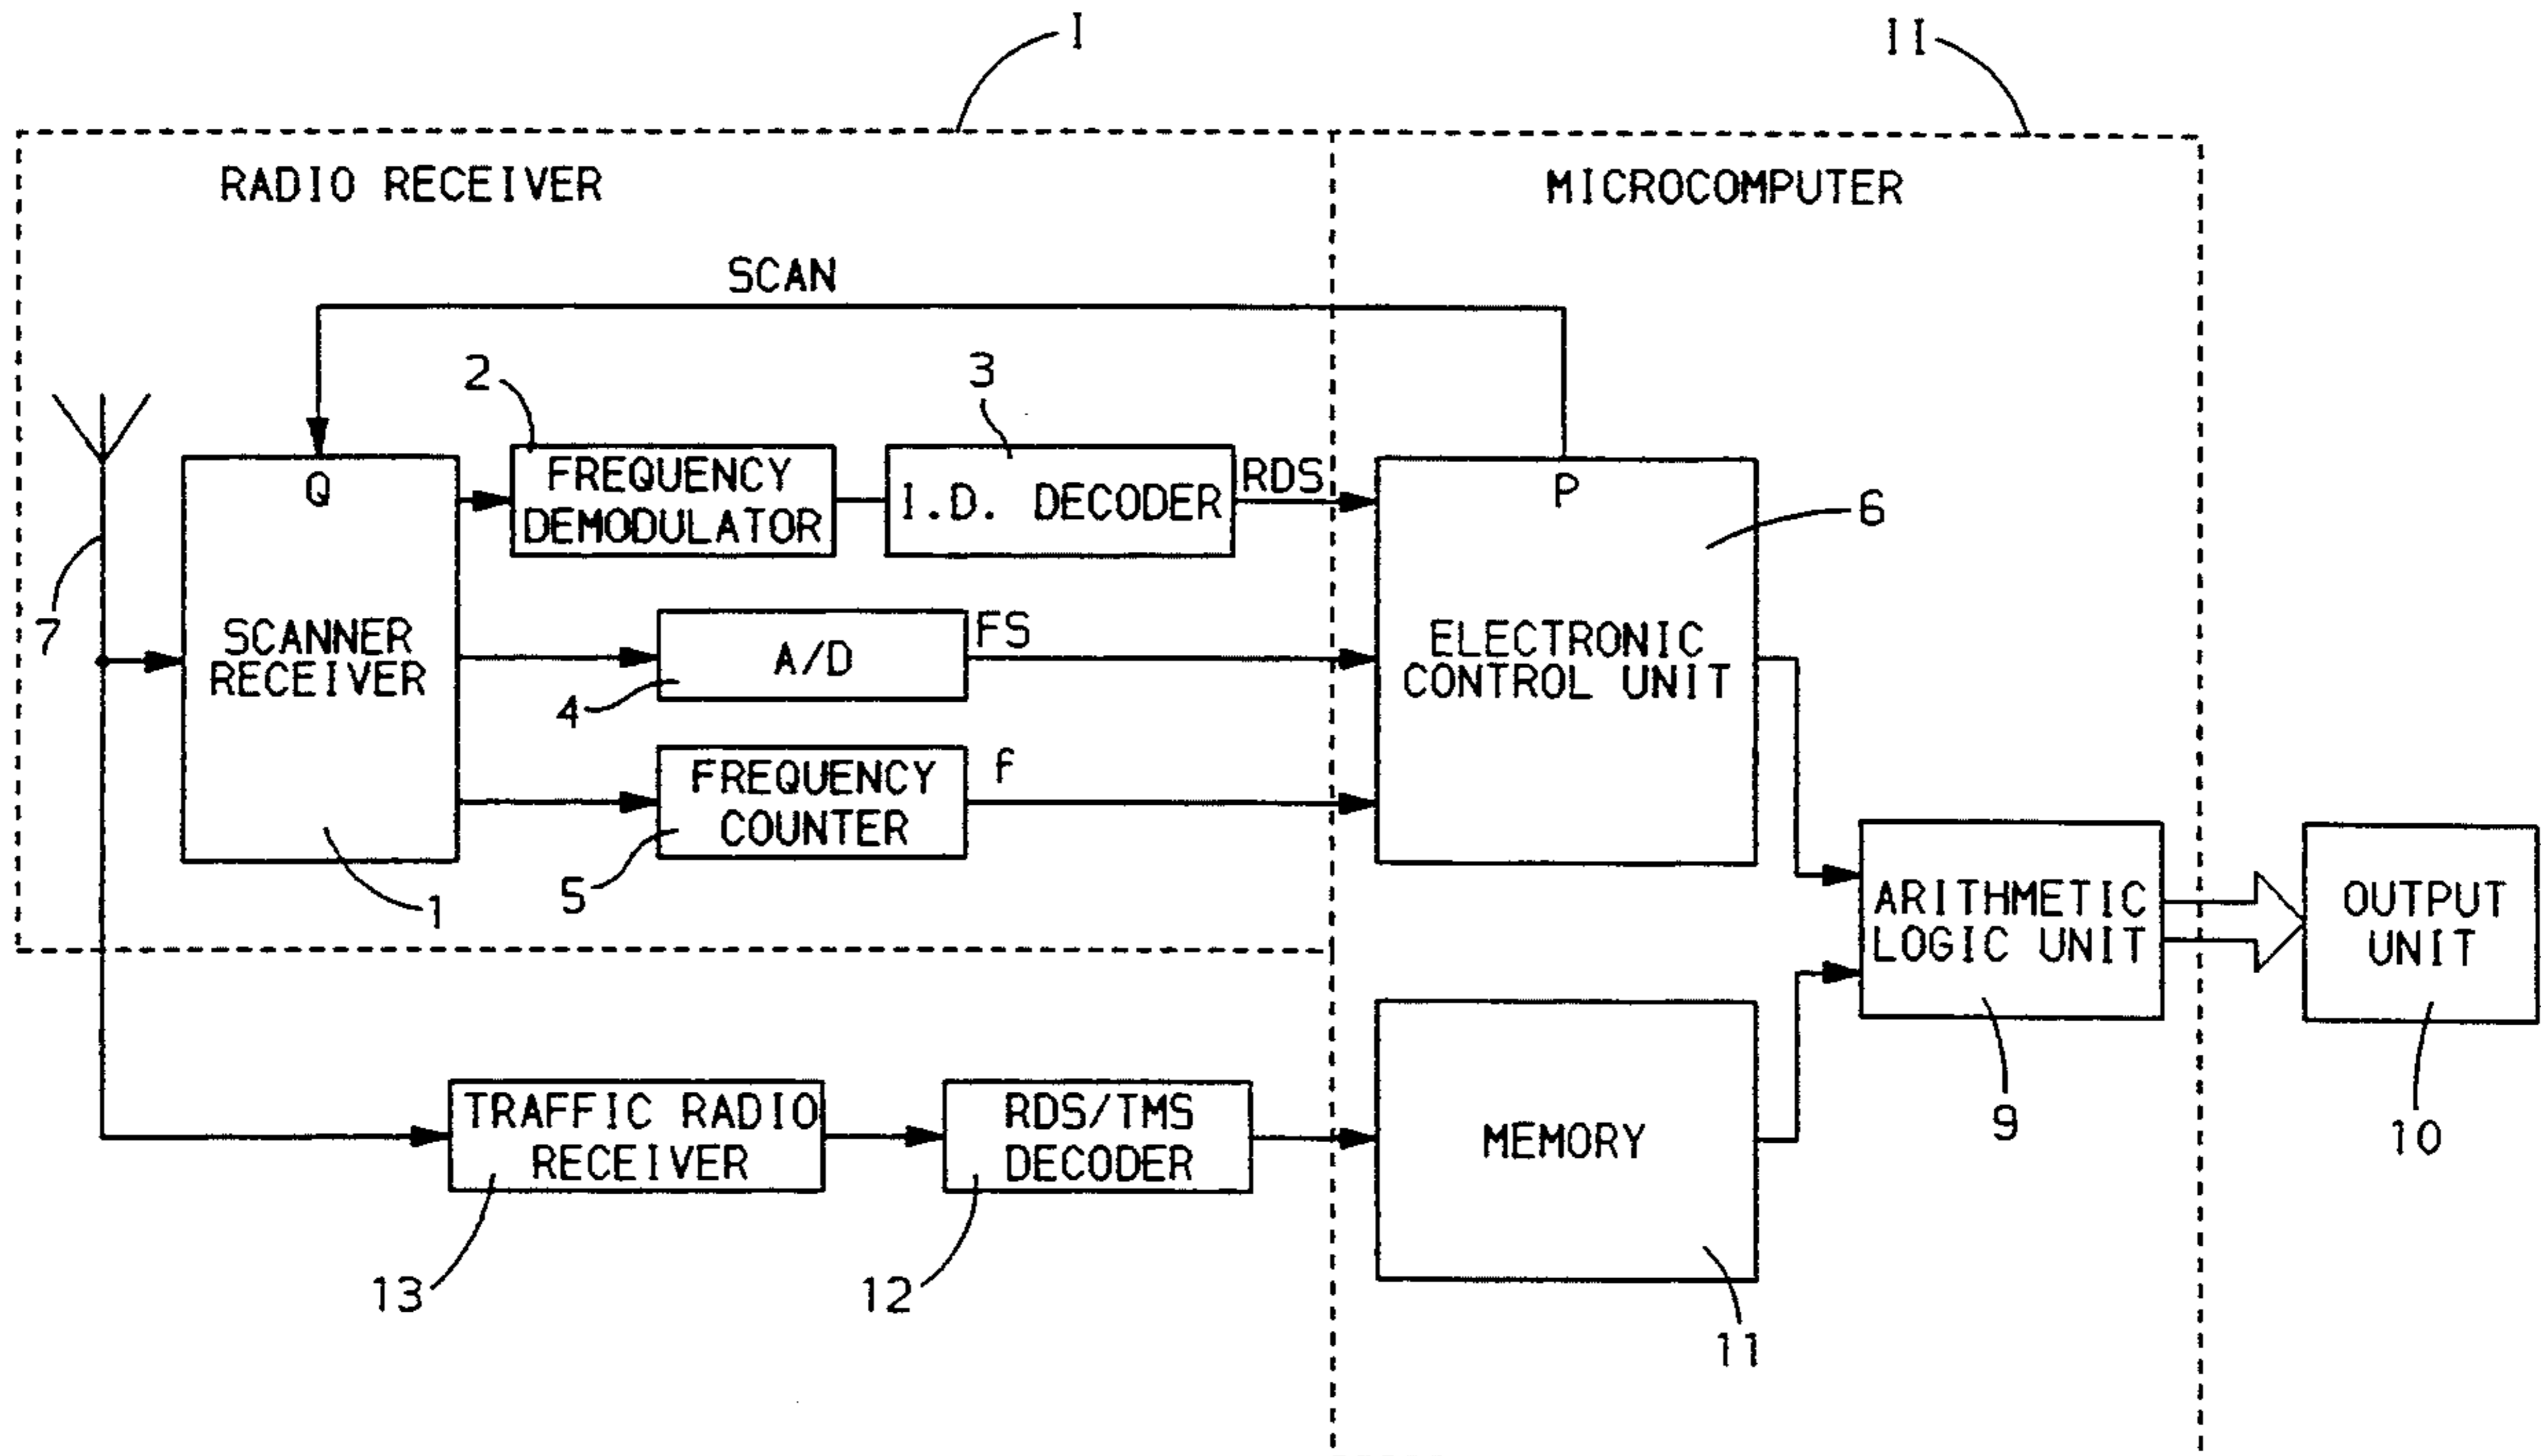 I
II
RADIO RECEIVER
MICROCOMPUTER
SCAN
2
3
Q
FREQUENCY
DEMODULATOR
I.D. DECODER
RDS
P
6
7
SCANNER
RECEIVER
A/D
FS
4
ELECTRONIC
CONTROL UNIT
FREQUENCY
COUNTER
f
5
1
ARITHMETIC
LOGIC UNIT
OUTPUT
UNIT
9
10
TRAFFIC RADIO
RECEIVER
RDS/TMS
DECODER
MEMORY
13
12
11